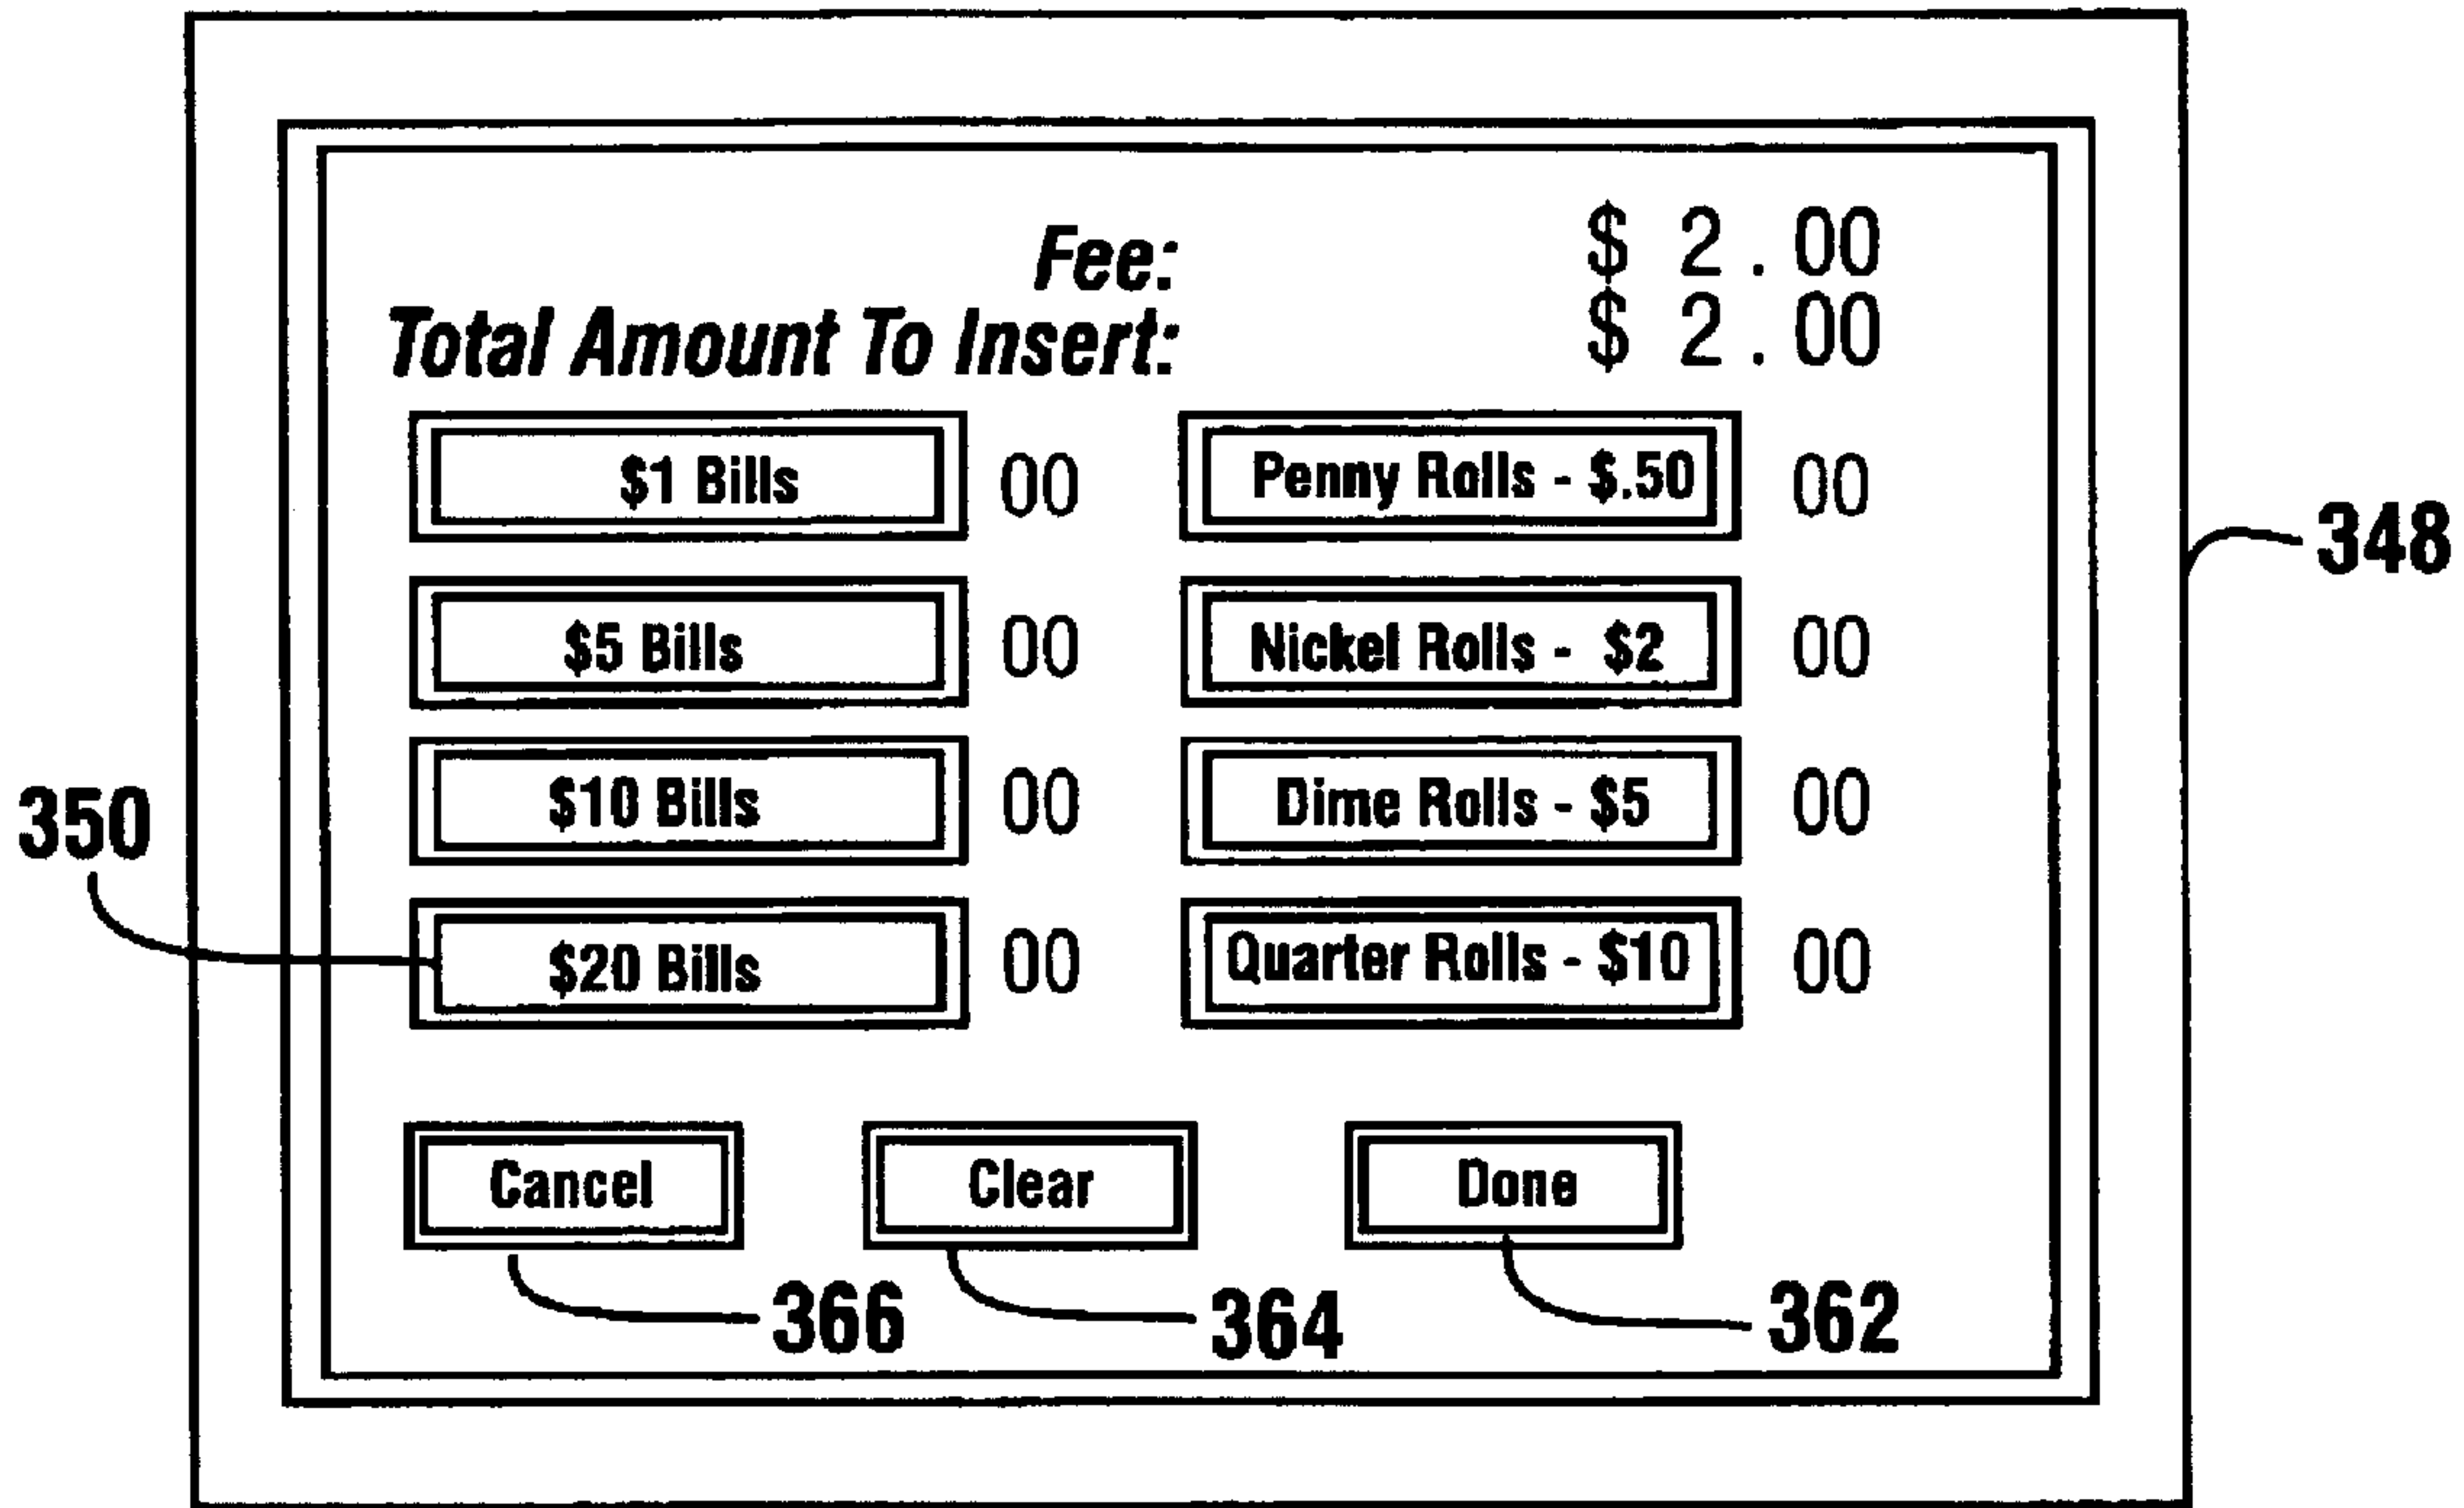 Fee: $ 2.00
Total Amount To Insert: $ 2.00
$1 Bills 00 Penny Rolls - $.50 00
348
$5 Bills 00 Nickel Rolls - $2 00
$10 Bills 00 Dime Rolls - $5 00
350
$20 Bills 00 Quarter Rolls - $10 00
Cancel Clear Done
366 364 362